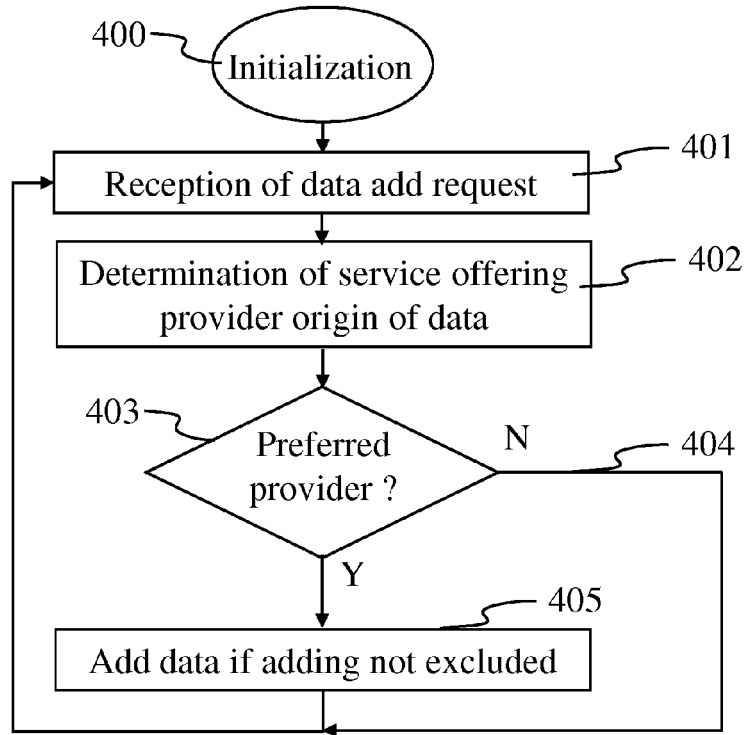 400
Initialization
401
Reception of data add request
402
Determination of service offering
provider origin of data
403
Preferred
provider ?
N
404
Y
405
Add data if adding not excluded